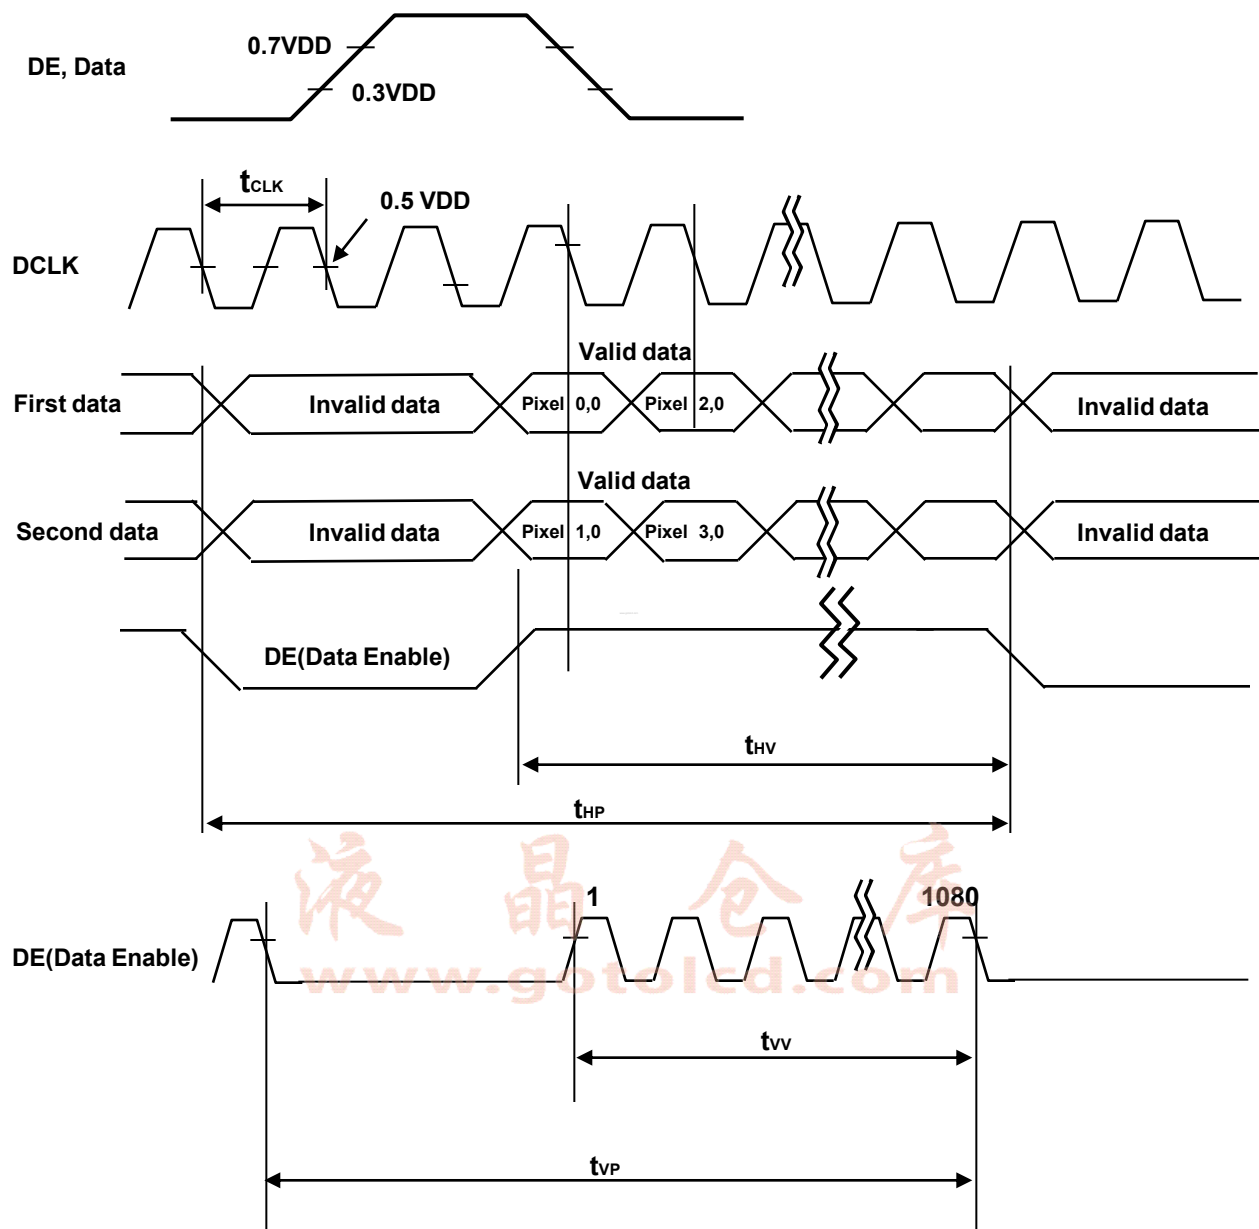 0.7VDD
DE, Data
0.3VDD
tCLK
0.5 VDD
DCLK
Valid data
First data
Invalid data
Pixel 0,0
Pixel 2,0
Invalid data
Valid data
Second data
Invalid data
Pixel 1,0
Pixel 3,0
Invalid data
DE(Data Enable)
tHV
tHP
液晶仓库
1
1080
DE(Data Enable)
www.gotolcd.com
tVV
tVP